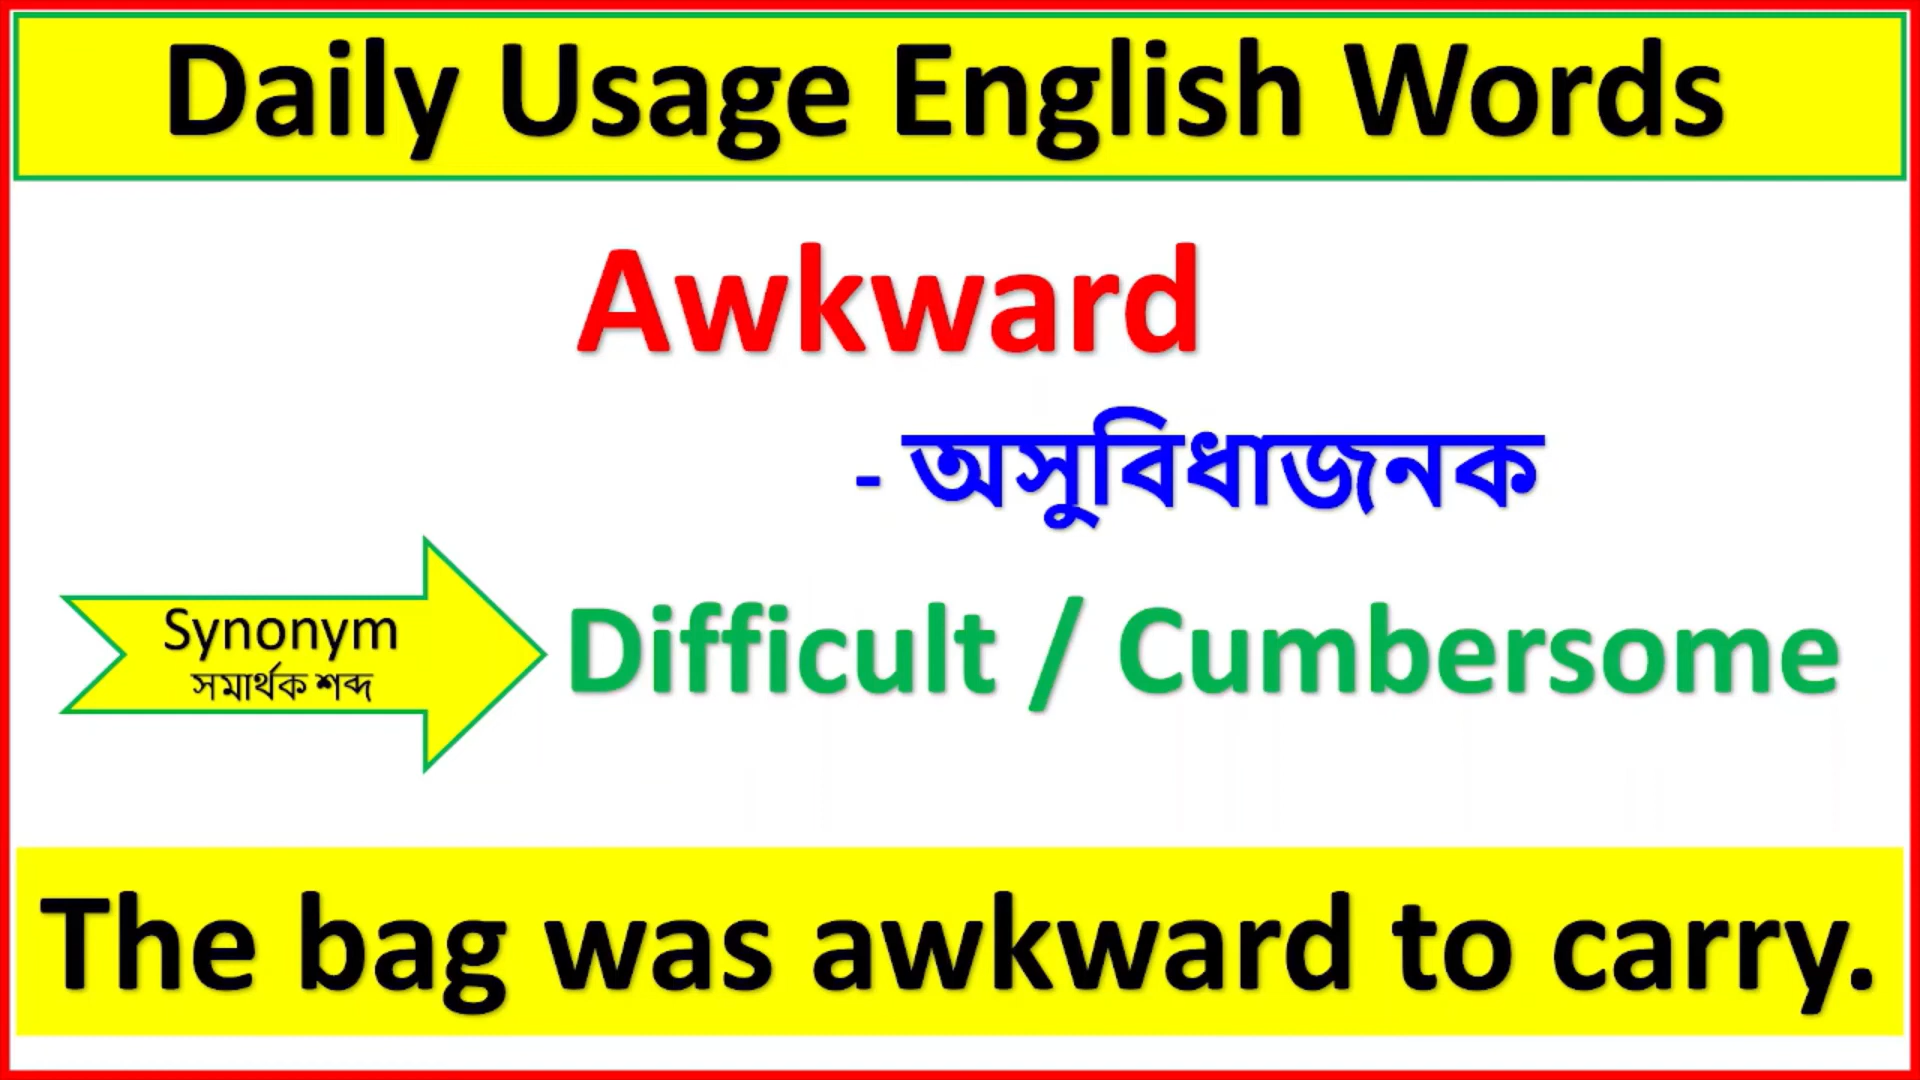 Daily Usage English Words
Awkward
- অসুবিধাজনক
Synonym
সমার্থক শব্দ
Difficult / Cumbersome
The bag was awkward to carry.